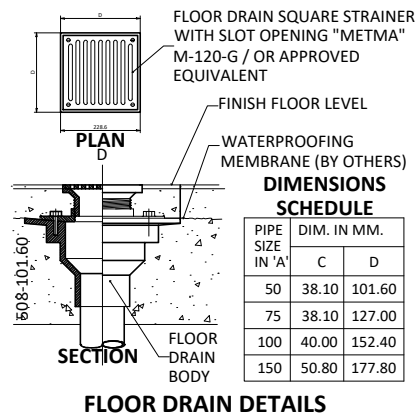 D
FLOOR DRAIN SQUARE STRAINER
WITH SLOT OPENING "METMA"
M-120-G / OR APPROVED
EQUIVALENT
D
228.6
PLAN
D
FINISH FLOOR LEVEL
WATERPROOFING
MEMBRANE (BY OTHERS)
508-101.60
FLOOR
DRAIN
BODY
SECTION
DIMENSIONS
SCHEDULE
PIPE SIZE IN 'A' DIM. IN MM.
C D
50 38.10 101.60
75 38.10 127.00
100 40.00 152.40
150 50.80 177.80
FLOOR DRAIN DETAILS